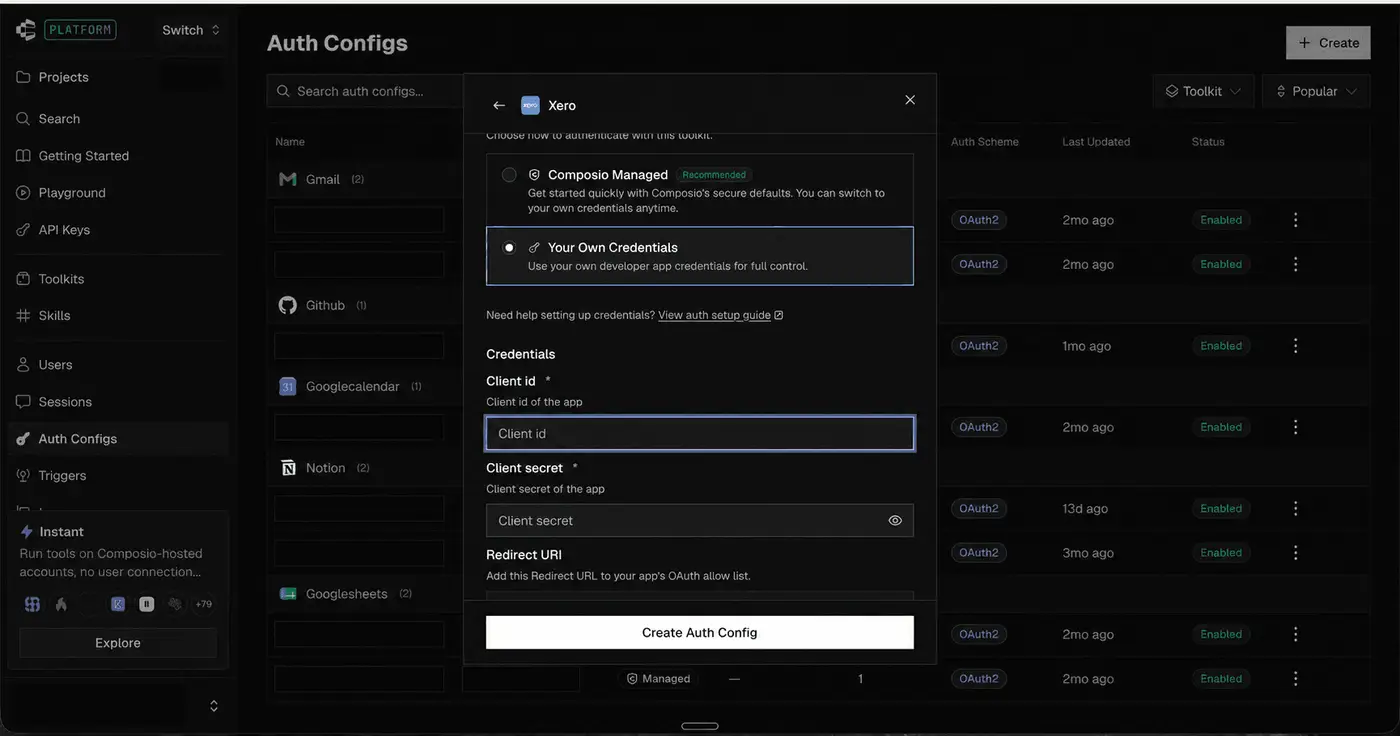 PLATFORM
Switch
Projects
Search
Getting Started
Playground
API Keys
Toolkits
Skills
Users
Sessions
Auth Configs
Triggers
Instant
Run tools on Composio-hosted
accounts, no user connection...
+79
Explore
Auth Configs
+ Create
Search auth configs...
Toolkit
Popular
Name
Auth Scheme
Last Updated
Status
Gmail (2)
OAuth2 2mo ago Enabled
OAuth2 2mo ago Enabled
Github (1)
OAuth2 1mo ago Enabled
31 Googlecalendar (1)
OAuth2 2mo ago Enabled
Notion (2)
OAuth2 13d ago Enabled
OAuth2 3mo ago Enabled
Googlesheets (2)
OAuth2 2mo ago Enabled
Managed — 1 OAuth2 2mo ago Enabled
Xero
Choose how to authenticate with this toolkit.
Composio Managed Recommended
Get started quickly with Composio's secure defaults. You can switch to
your own credentials anytime.
Your Own Credentials
Use your own developer app credentials for full control.
Need help setting up credentials? View auth setup guide
Credentials
Client id *
Client id of the app
Client id
Client secret *
Client secret of the app
Client secret
Redirect URI
Add this Redirect URL to your app's OAuth allow list.
Create Auth Config